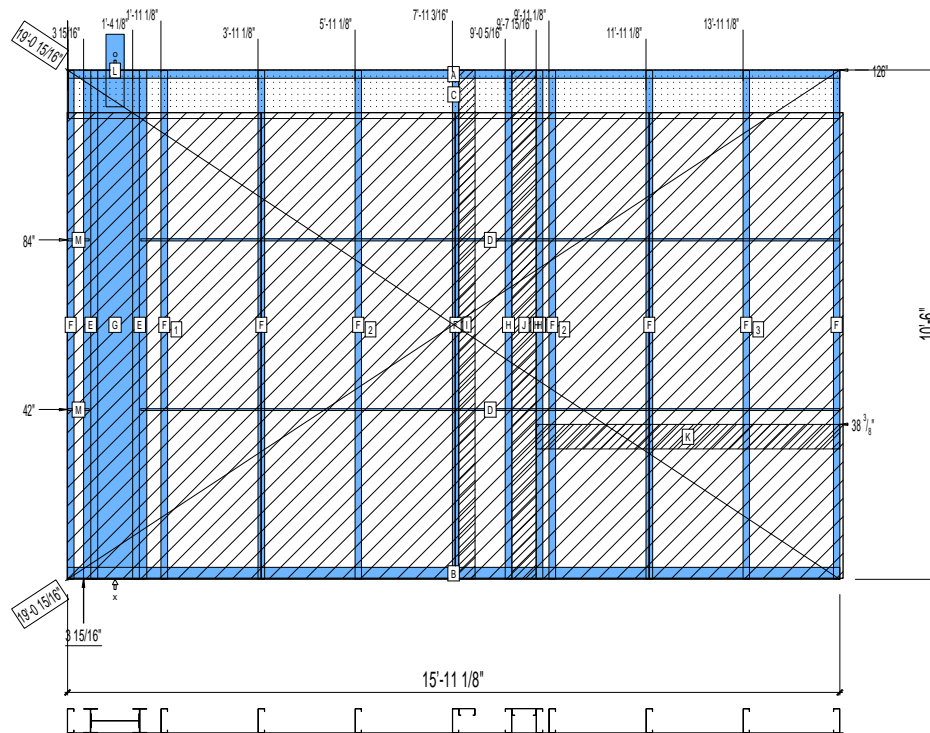 1'-11 1/8"
1'-4 1/8"
3 15/16"
3'-11 1/8"
5'-11 1/8"
7'-11 3/16"
9'-0 5/16"
9'-7 15/16"
9'-11 1/8"
11'-11 1/8"
13'-11 1/8"
19'-0 15/16"
L
A
126"
C
84"
M
D
F
E
G
E
F
1
F
F
2
I
H
J
H
F
2
F
F
3
F
10'-6"
42"
M
D
38 3/8"
K
B
x
19'-0 15/16"
3 15/16"
15'-11 1/8"